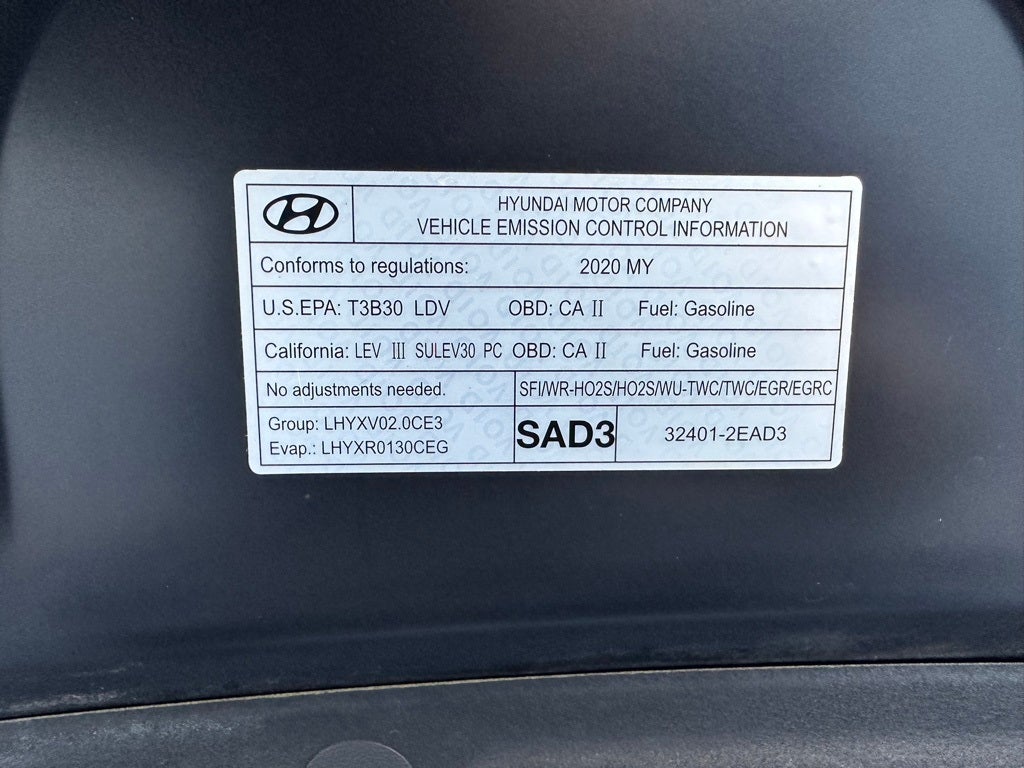 HYUNDAI MOTOR COMPANY
VEHICLE EMISSION CONTROL INFORMATION
Conforms to regulations: 2020 MY
U.S.EPA: T3B30 LDV OBD: CA II Fuel: Gasoline
California: LEV III SULEV30 PC OBD: CA II Fuel: Gasoline
No adjustments needed. SFI/WR-HO2S/HO2S/WU-TWC/TWC/EGR/EGRC
Group: LHYXV02.0CE3
Evap.: LHYXR0130CEG
SAD3 32401-2EAD3